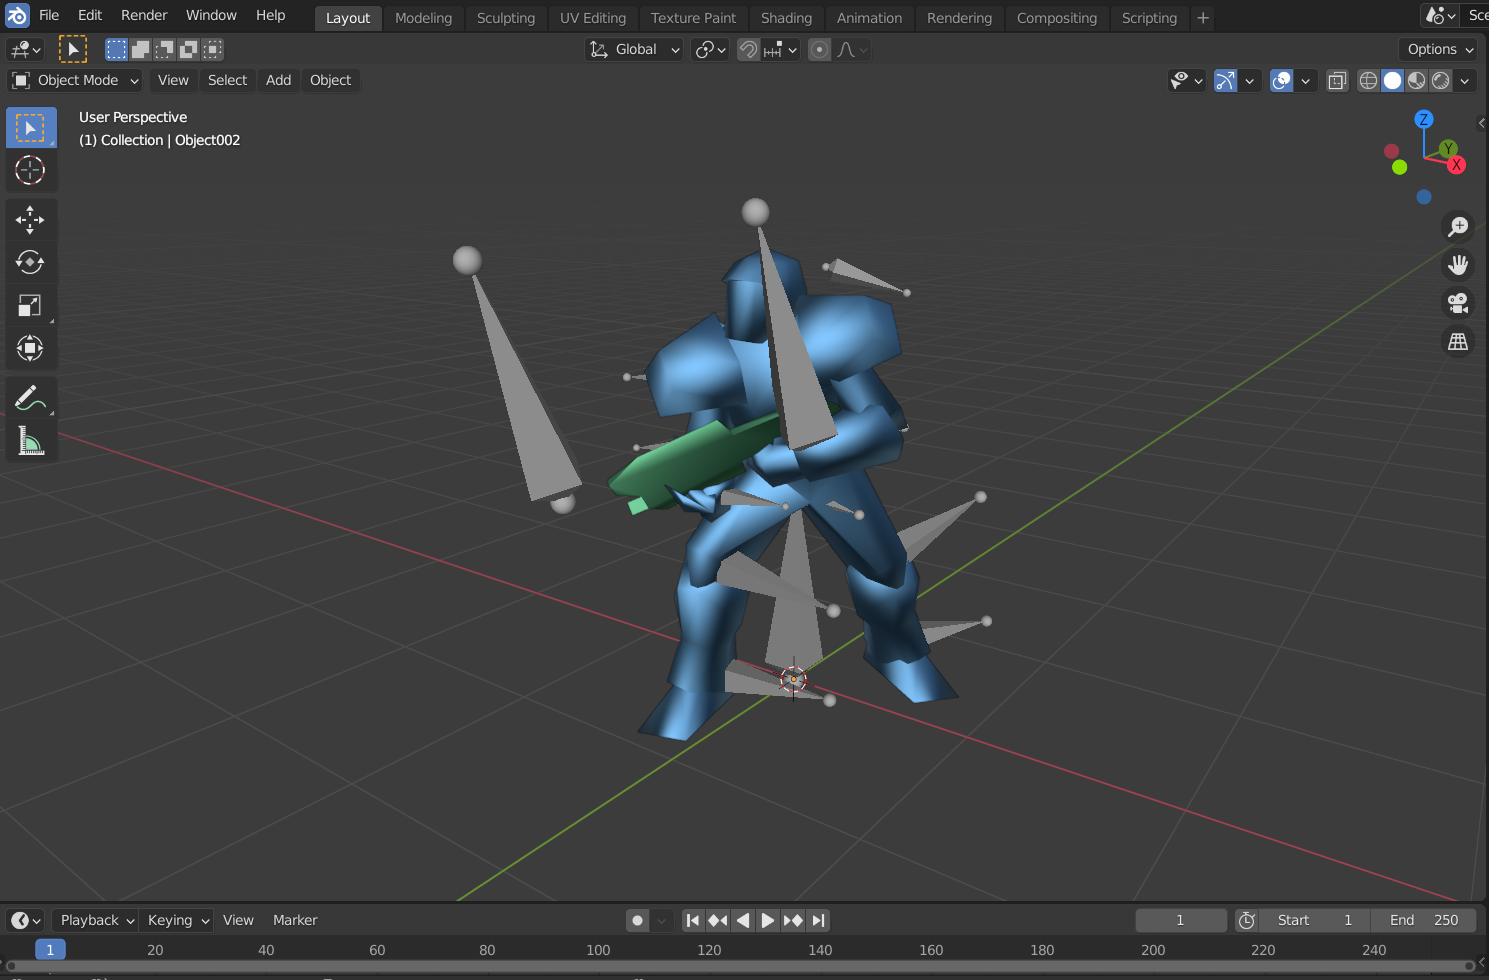 File Edit Render Window Help Layout Modeling Sculpting UV Editing Texture Paint Shading Animation Rendering Compositing Scripting + Sce
Global Options
Object Mode View Select Add Object
User Perspective
(1) Collection | Object002
Z
Y
X
Playback Keying View Marker 1 Start 1 End 250
1 20 40 60 80 100 120 140 160 180 200 220 240